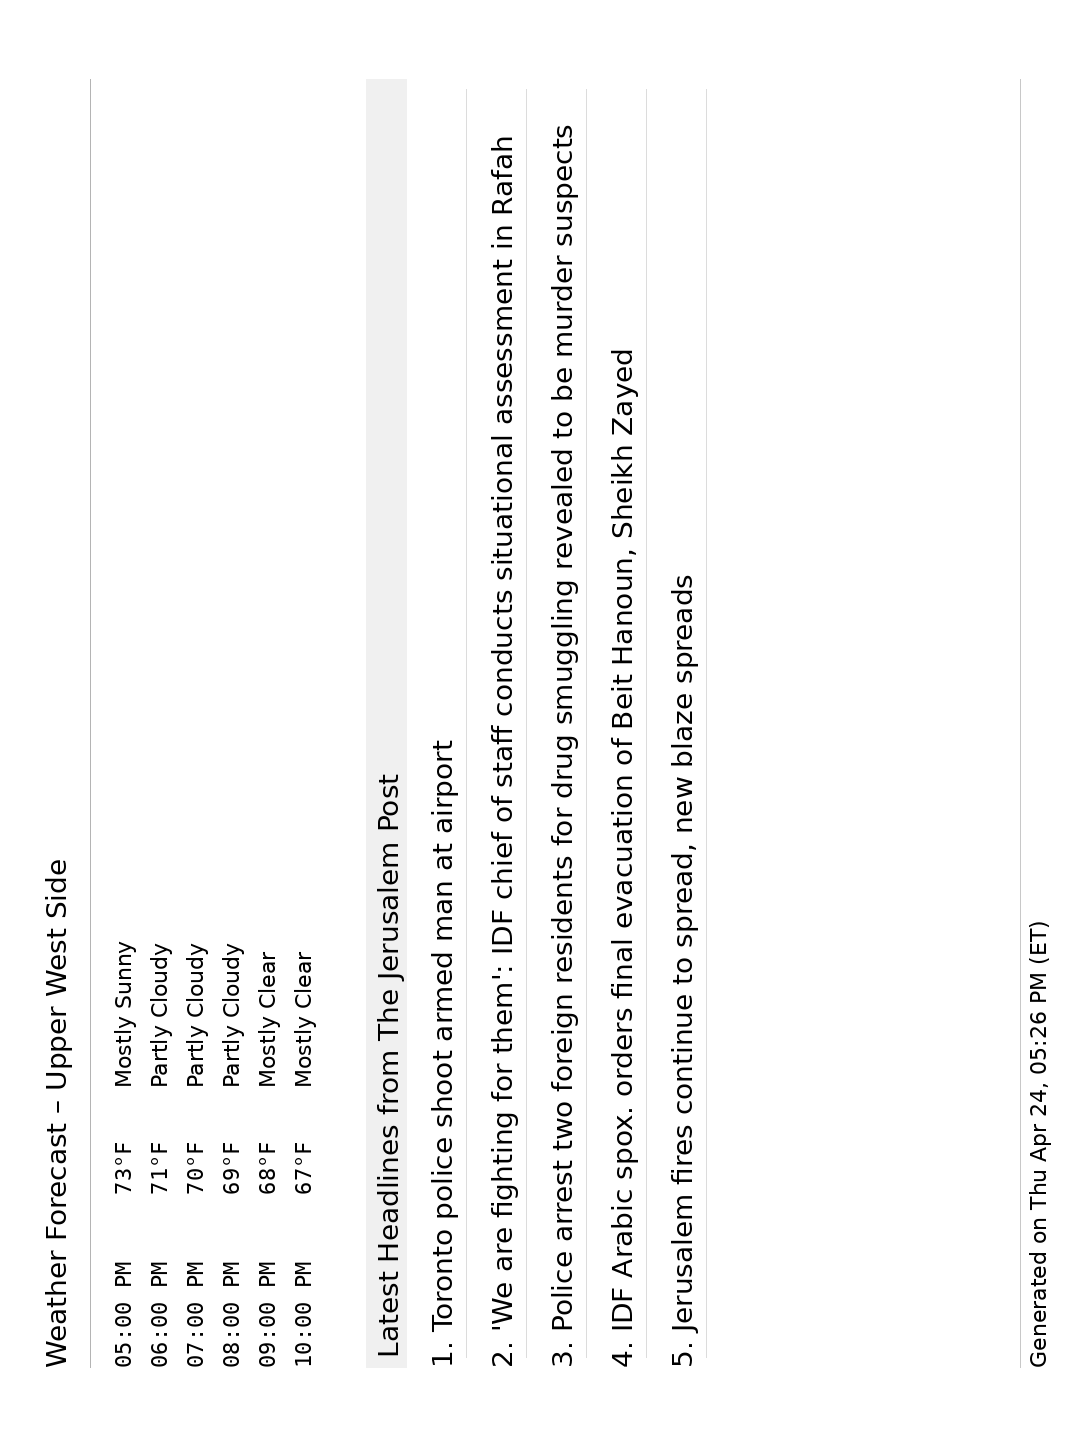 Weather Forecast – Upper West Side
05:00 PM 73°F Mostly Sunny
06:00 PM 71°F Partly Cloudy
07:00 PM 70°F Partly Cloudy
08:00 PM 69°F Partly Cloudy
09:00 PM 68°F Mostly Clear
10:00 PM 67°F Mostly Clear
Latest Headlines from The Jerusalem Post
1. Toronto police shoot armed man at airport
2. 'We are fighting for them': IDF chief of staff conducts situational assessment in Rafah
3. Police arrest two foreign residents for drug smuggling revealed to be murder suspects
4. IDF Arabic spox. orders final evacuation of Beit Hanoun, Sheikh Zayed
5. Jerusalem fires continue to spread, new blaze spreads
Generated on Thu Apr 24, 05:26 PM (ET)